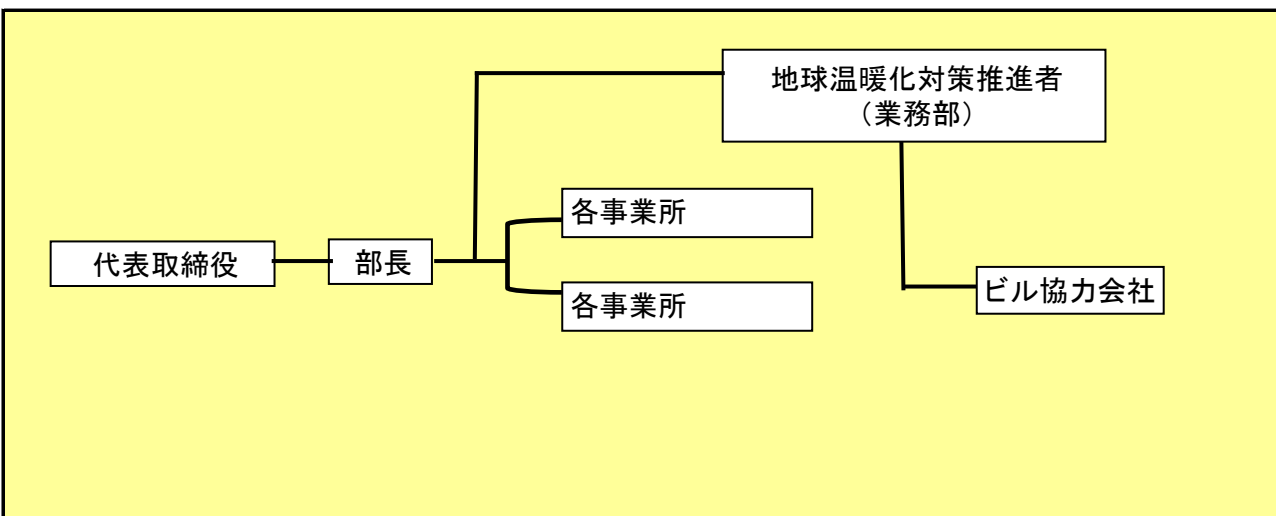 地球温暖化対策推進者
（業務部）
各事業所
代表取締役
部長
ビル協力会社
各事業所